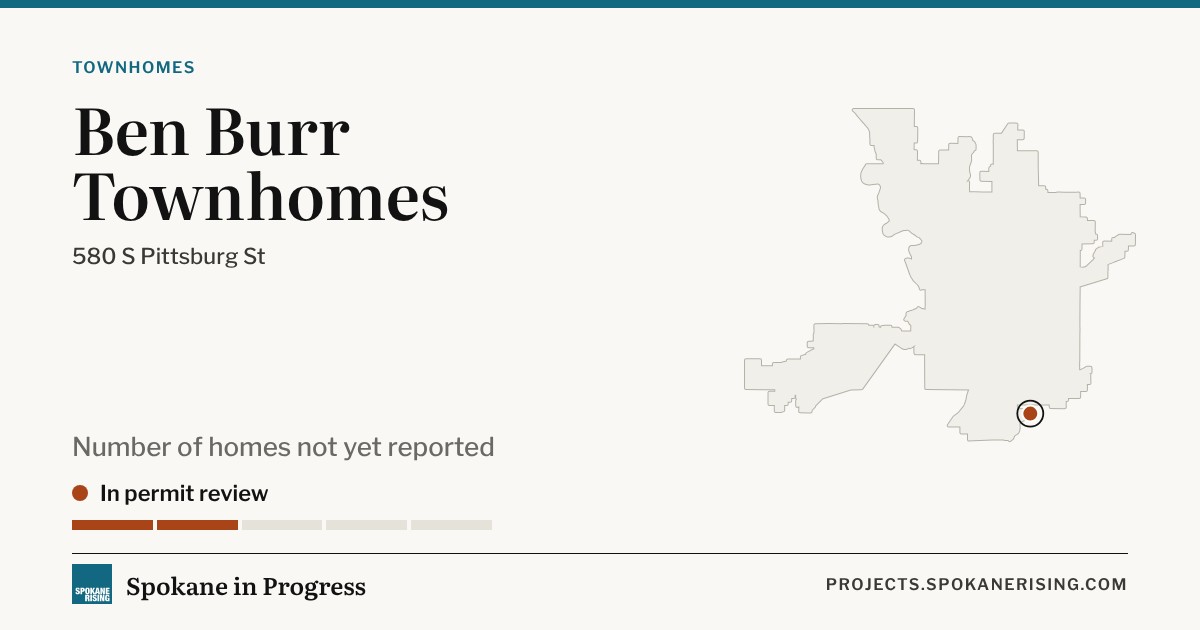 TOWNHOMES
Ben Burr
Townhomes
580 S Pittsburg St
Number of homes not yet reported
In permit review
SPOKANE
RISING
Spokane in Progress
PROJECTS.SPOKANERISING.COM